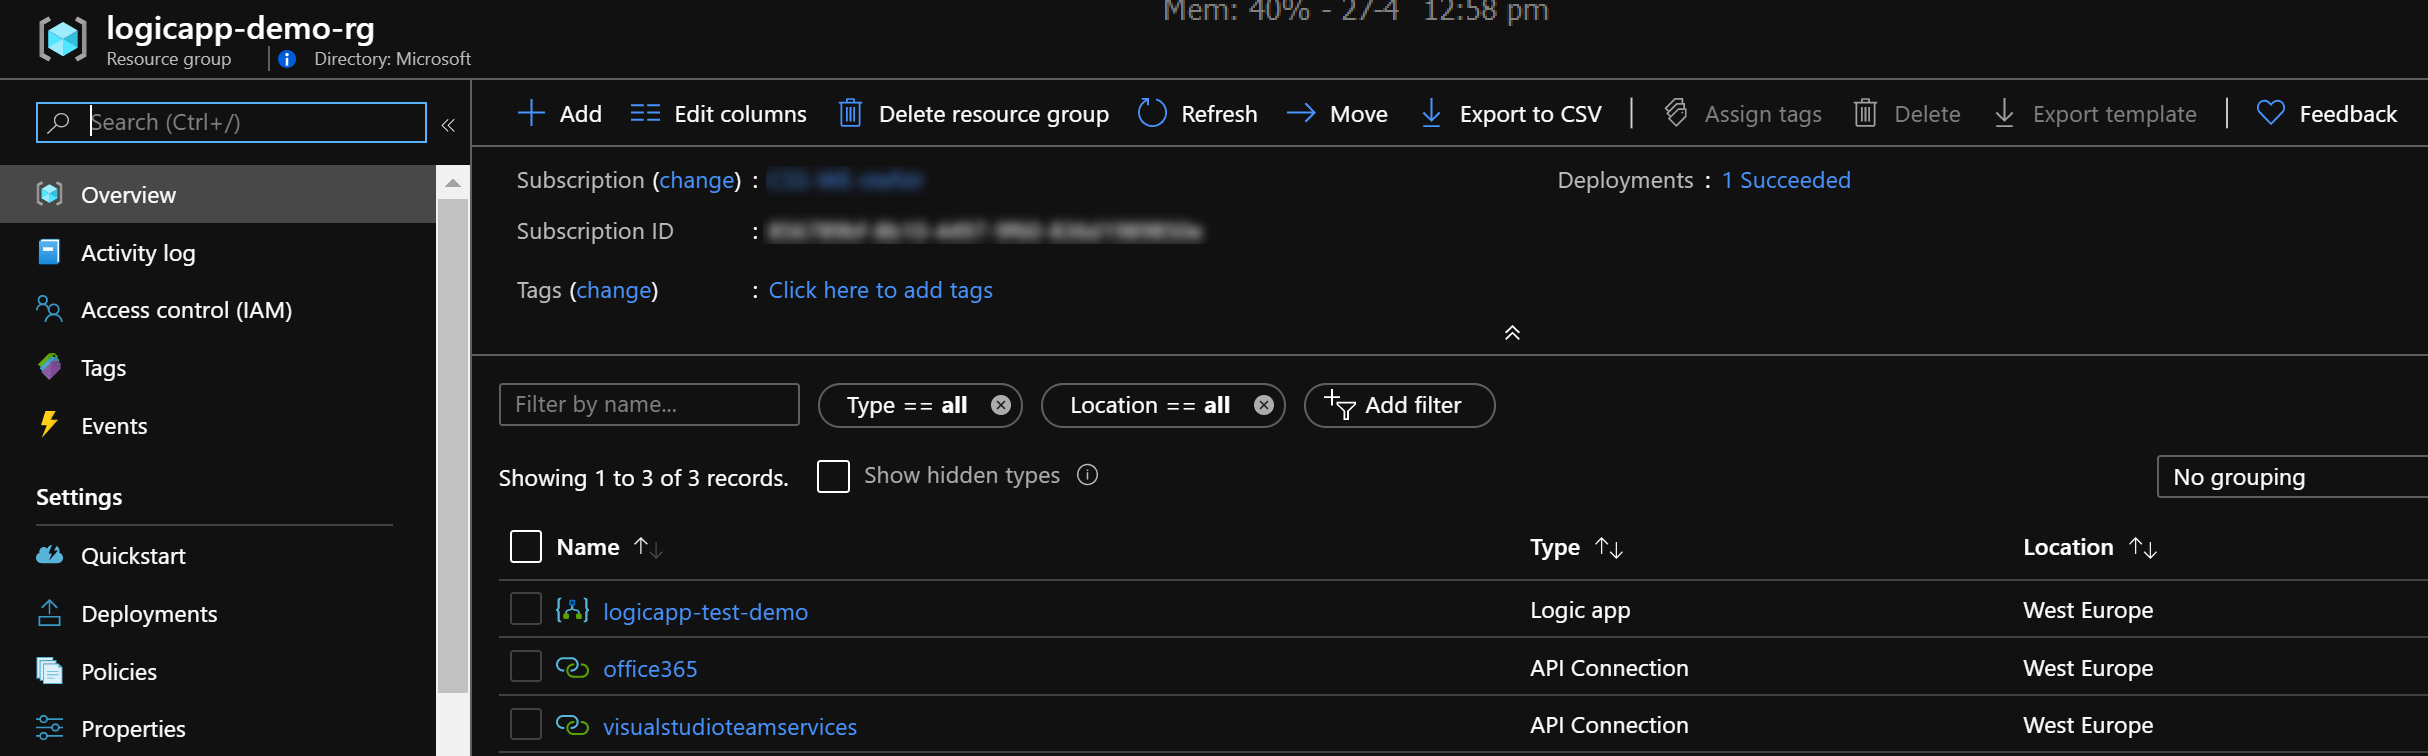 Mem: 40% - 27-4 12:58 pm
logicapp-demo-rg
Resource group
Directory: Microsoft
Search (Ctrl+/)
«
Overview
Activity log
Access control (IAM)
Tags
Events
Settings
Quickstart
Deployments
Policies
Properties
Add
Edit columns
Delete resource group
Refresh
Move
Export to CSV
Assign tags
Delete
Export template
Feedback
Subscription (change) :
Deployments : 1 Succeeded
Subscription ID :
Tags (change) : Click here to add tags
Filter by name...
Type == all
Location == all
Add filter
Showing 1 to 3 of 3 records.
Show hidden types
No grouping
Name Type Location
logicapp-test-demo Logic app West Europe
office365 API Connection West Europe
visualstudioteamservices API Connection West Europe